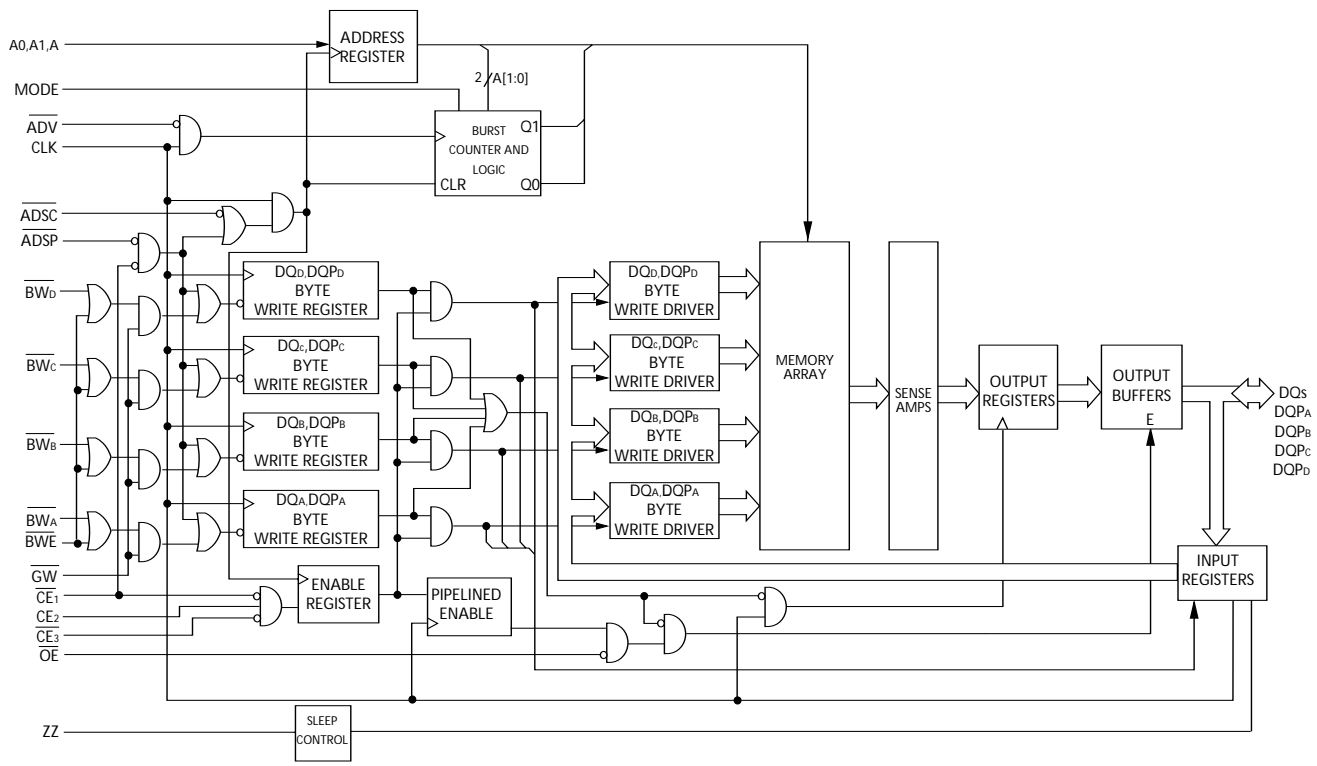 A0,A1,A
MODE
ADV
CLK
ADSC
ADSP
BWD
BWC
BWB
BWA
BWE
GW
CE1
CE2
CE3
OE
ZZ
ADDRESS
REGISTER
2
A[1:0]
BURST
COUNTER AND
LOGIC
CLR
Q1
Q0
DQD,DQPD
BYTE
WRITE REGISTER
DQC,DQPC
BYTE
WRITE REGISTER
DQB,DQPB
BYTE
WRITE REGISTER
DQA,DQPA
BYTE
WRITE REGISTER
ENABLE
REGISTER
PIPELINED
ENABLE
SLEEP
CONTROL
DQD,DQPD
BYTE
WRITE DRIVER
DQC,DQPC
BYTE
WRITE DRIVER
DQB,DQPB
BYTE
WRITE DRIVER
DQA,DQPA
BYTE
WRITE DRIVER
MEMORY
ARRAY
SENSE
AMPS
OUTPUT
REGISTERS
OUTPUT
BUFFERS
E
INPUT
REGISTERS
DQs
DQPA
DQPB
DQPC
DQPD